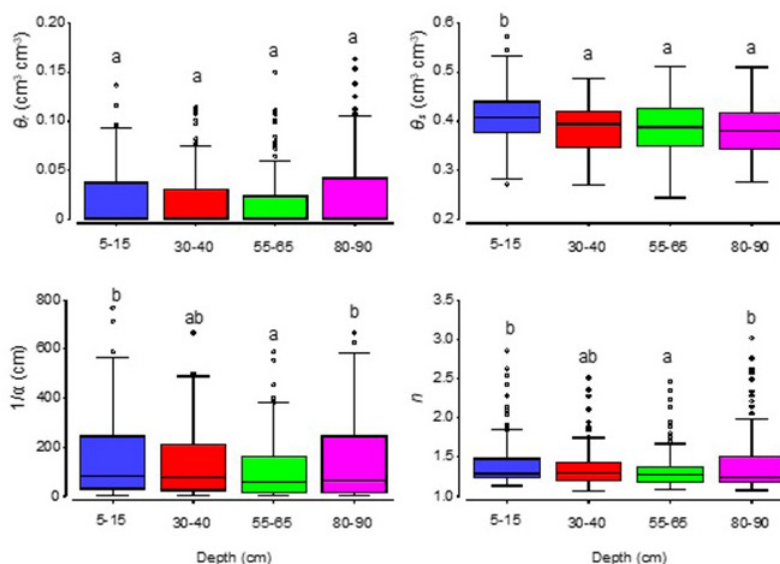 θr (cm³ cm⁻³)
0.20
0.15
0.10
0.05
0
a
a
a
a
5-15
30-40
55-65
80-90
θs (cm³ cm⁻³)
0.6
0.5
0.4
0.3
0.2
b
a
a
a
5-15
30-40
55-65
80-90
1/α (cm)
800
600
400
200
0
b
ab
a
b
5-15
30-40
55-65
80-90
Depth (cm)
n
3.5
3.0
2.5
2.0
1.5
1.0
b
ab
a
b
5-15
30-40
55-65
80-90
Depth (cm)